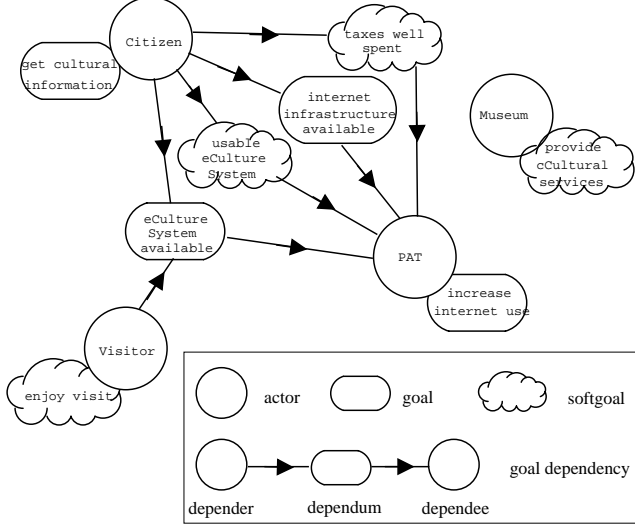 Citizen
taxes well
spent
get cultural
information
internet
infrastructure
available
Museum
usable
eCulture
System
provide
cCultural
services
eCulture
System
available
PAT
increase
internet use
Visitor
enjoy visit
actor
goal
softgoal
goal dependency
depender
dependum
dependee